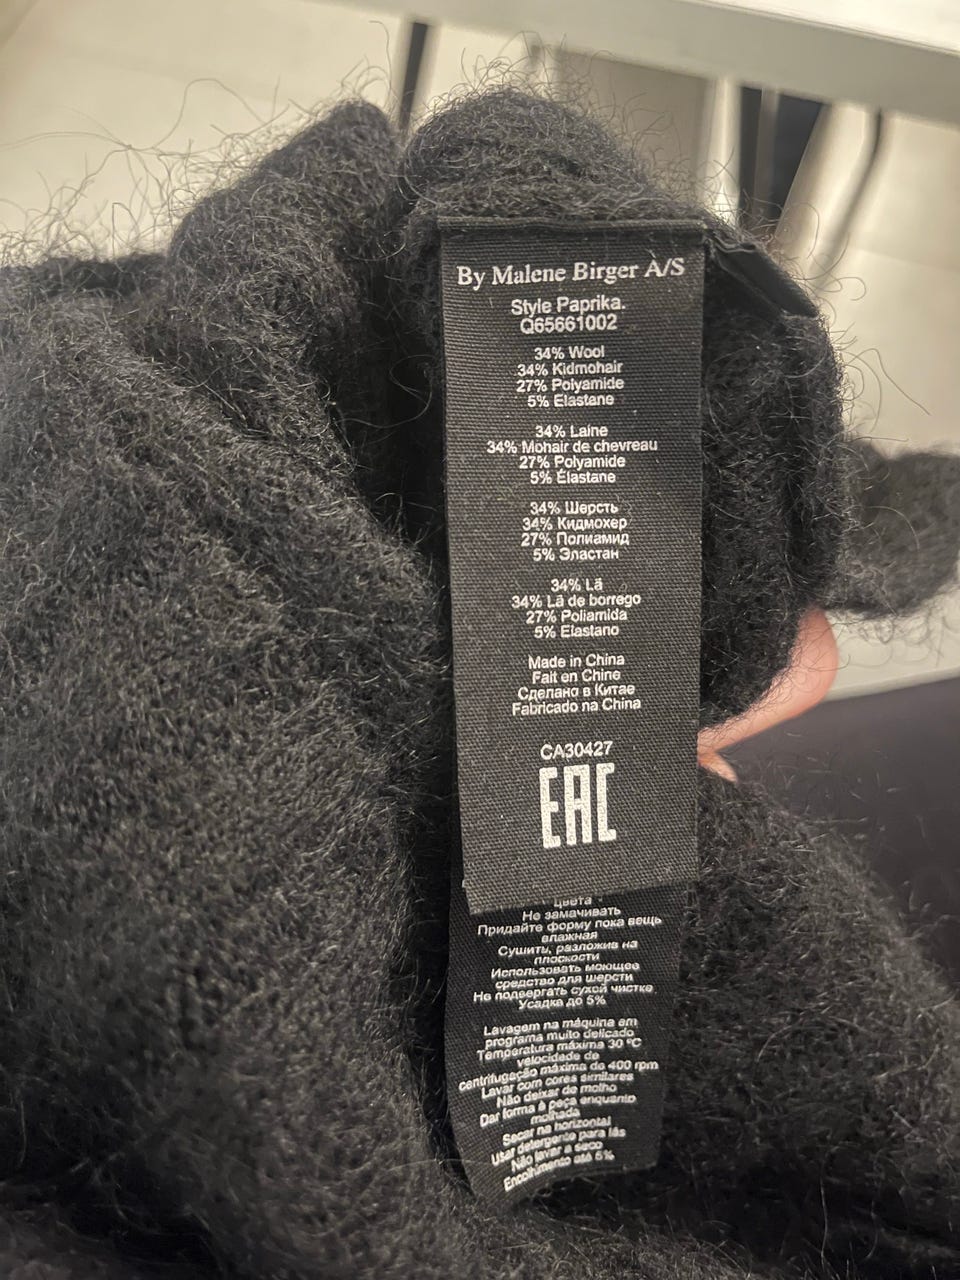 By Malene Birger A/S
Style Paprika.
Q65661002
34% Wool
34% Kidmohair
27% Polyamide
5% Elastane
34% Laine
34% Mohair de chevreau
27% Polyamide
5% Élastane
34% Шерсть
34% Кидмохер
27% Полиамид
5% Эластан
34% Lã
34% Lã de borrego
27% Poliamida
5% Elastano
Made in China
Fait en Chine
Сделано в Китае
Fabricado na China
CA30427
EAC
цвета
Не замачивать
Придайте форму пока вещь
влажная
Сушить, разложив на
плоскости
Использовать моющее
средство для шерсти
Не подвергать сухой чистке
Усадка до 5%
Lavagem na máquina em
programa muito delicado
Temperatura máxima 30 ºC
velocidade de
centrifugação máxima de 400 rpm
Lavar com cores similares
Não deixar de molho
Dar forma à peça enquanto
molhada
Secar na horizontal
Usar detergente para lãs
Não lavar a seco
Encolhimento até 5%